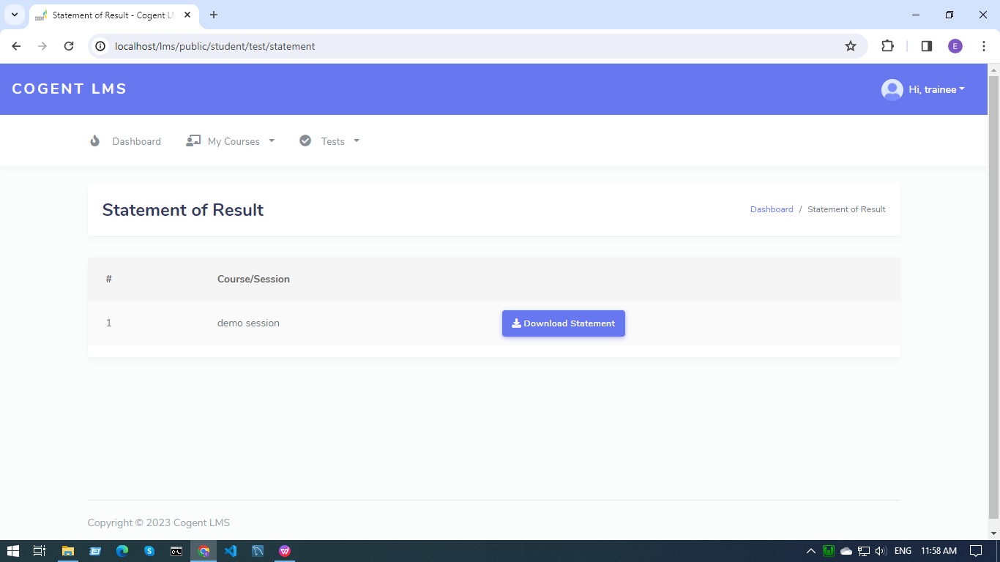 Statement of Result - Cogent LM
localhost/lms/public/student/test/statement
E
COGENT LMS
Hi, trainee
Dashboard
My Courses
Tests
Statement of Result
Dashboard / Statement of Result
# Course/Session
1 demo session Download Statement
Copyright © 2023 Cogent LMS
ENG 11:58 AM